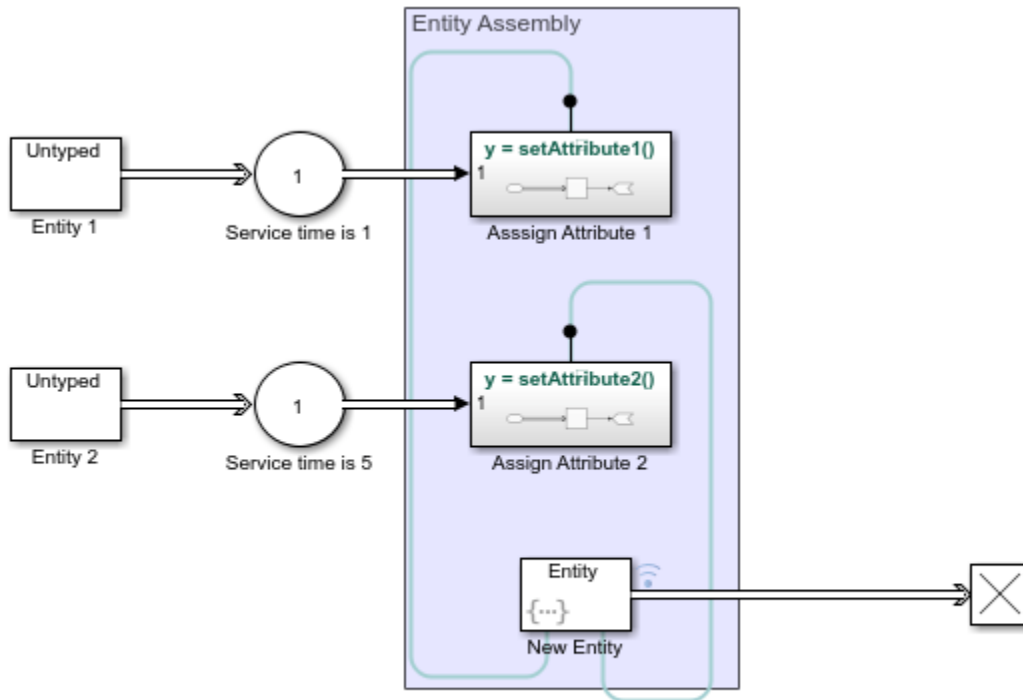 Entity Assembly
Untyped
Entity 1
1
Service time is 1
y = setAttribute1()
1
Asssign Attribute 1
Untyped
Entity 2
1
Service time is 5
y = setAttribute2()
1
Assign Attribute 2
Entity
{···}
New Entity